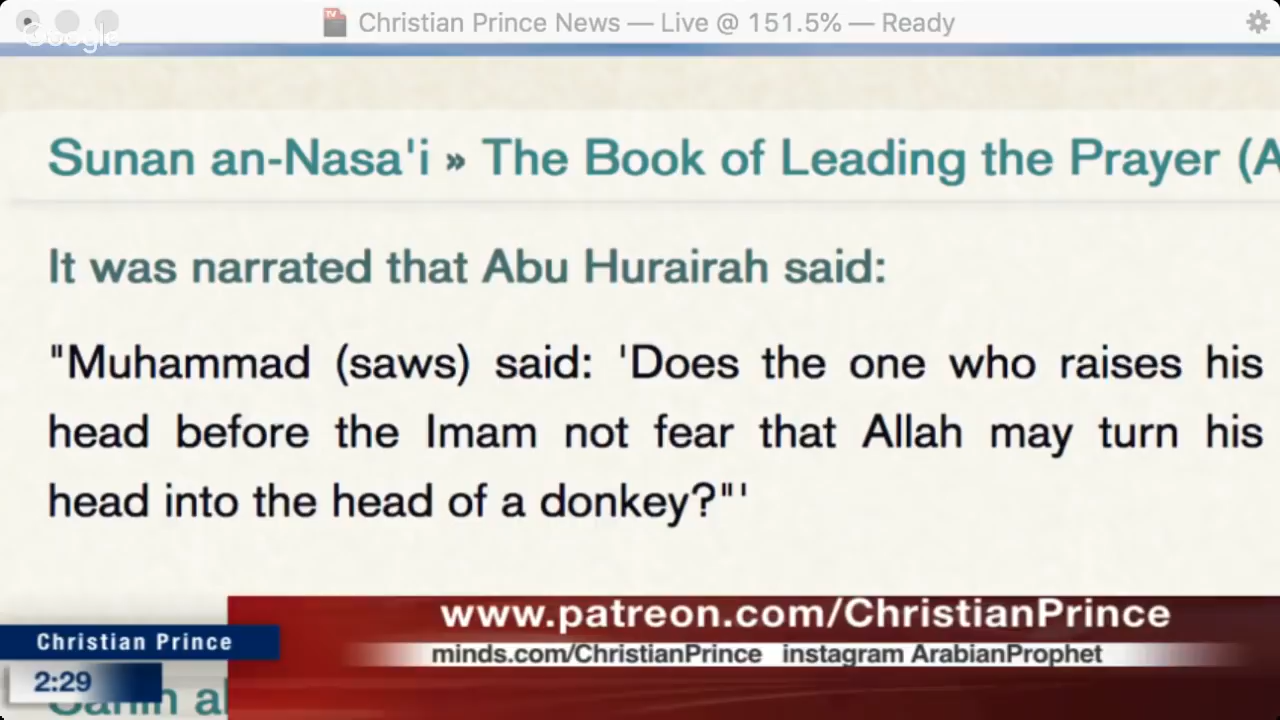 Christian Prince News — Live @ 151.5% — Ready
Google
Sunan an-Nasa'i » The Book of Leading the Prayer (A
It was narrated that Abu Hurairah said:
"Muhammad (saws) said: 'Does the one who raises his
head before the Imam not fear that Allah may turn his
head into the head of a donkey?"'
www.patreon.com/ChristianPrince
Christian Prince
minds.com/ChristianPrince instagram ArabianProphet
2:29